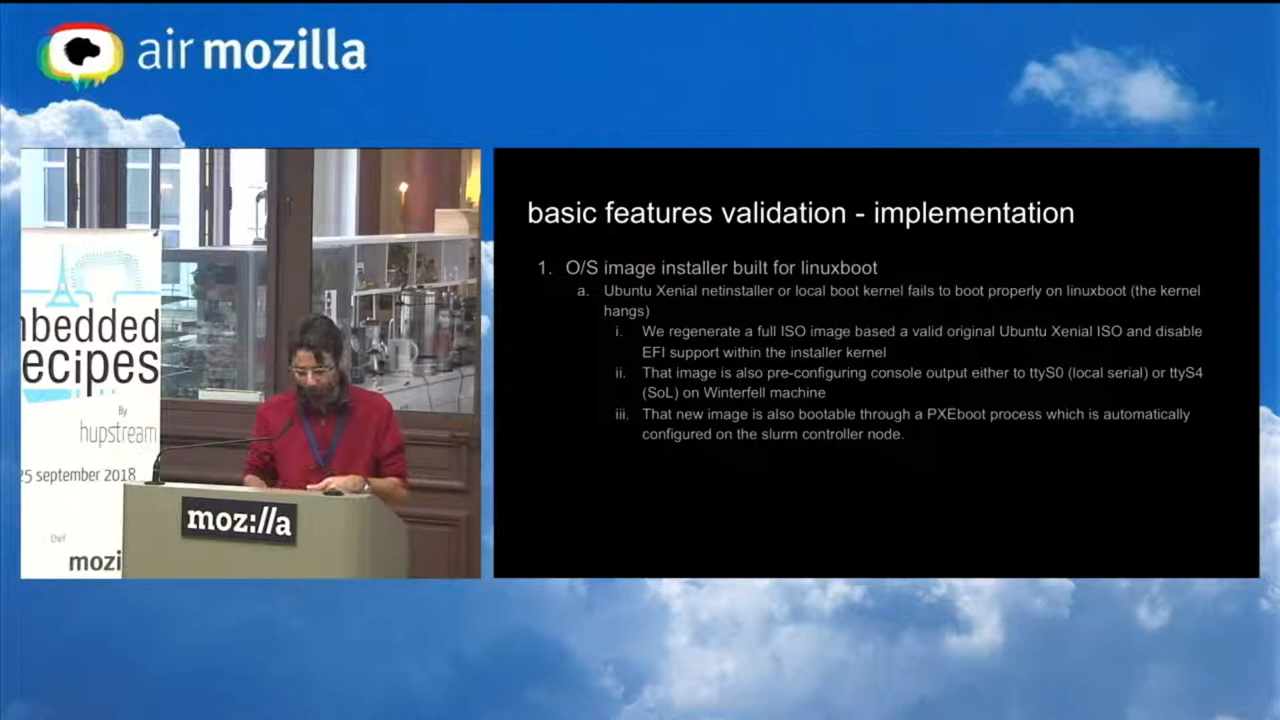 air mozilla
basic features validation - implementation
1. O/S image installer built for linuxboot
a. Ubuntu Xenial netinstaller or local boot kernel fails to boot properly on linuxboot (the kernel
hangs)
i. We regenerate a full ISO image based a valid original Ubuntu Xenial ISO and disable
EFI support within the installer kernel
ii. That image is also pre-configuring console output either to ttyS0 (local serial) or ttyS4
(SoL) on Winterfell machine
iii. That new image is also bootable through a PXEboot process which is automatically
configured on the slurm controller node.
nbedded
ecipes
By
hupstream
25 september 2018
Chef
mozi
moz://a